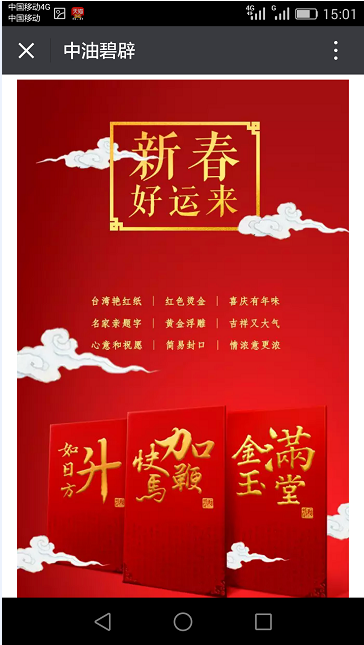 中国移动4G
中国移动
4G
G
15:01
中油碧辟
新春
好运来
台湾艳红纸 | 红色烫金 | 喜庆有年味
名家亲题字 | 黄金浮雕 | 吉祥又大气
心意和祝愿 | 简易封口 | 情浓意更浓
如日方升
快马加鞭
金玉满堂